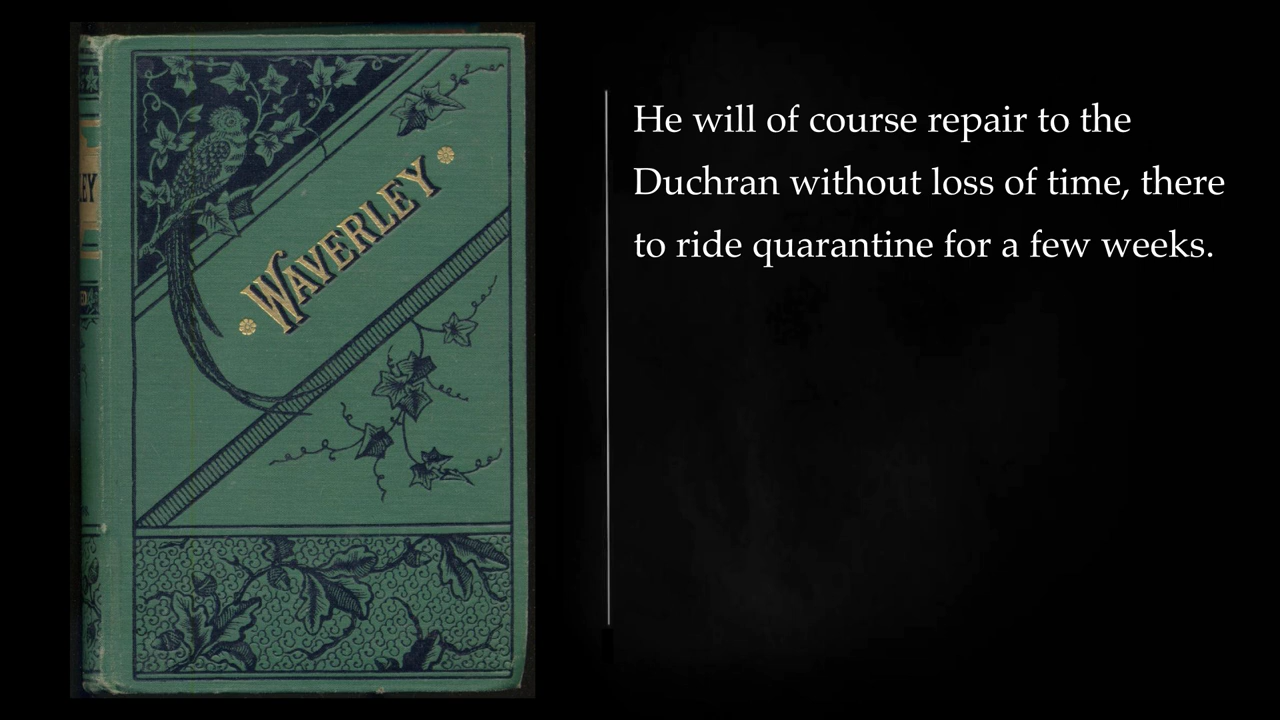 WAVERLEY
He will of course repair to the
Duchran without loss of time, there
to ride quarantine for a few weeks.